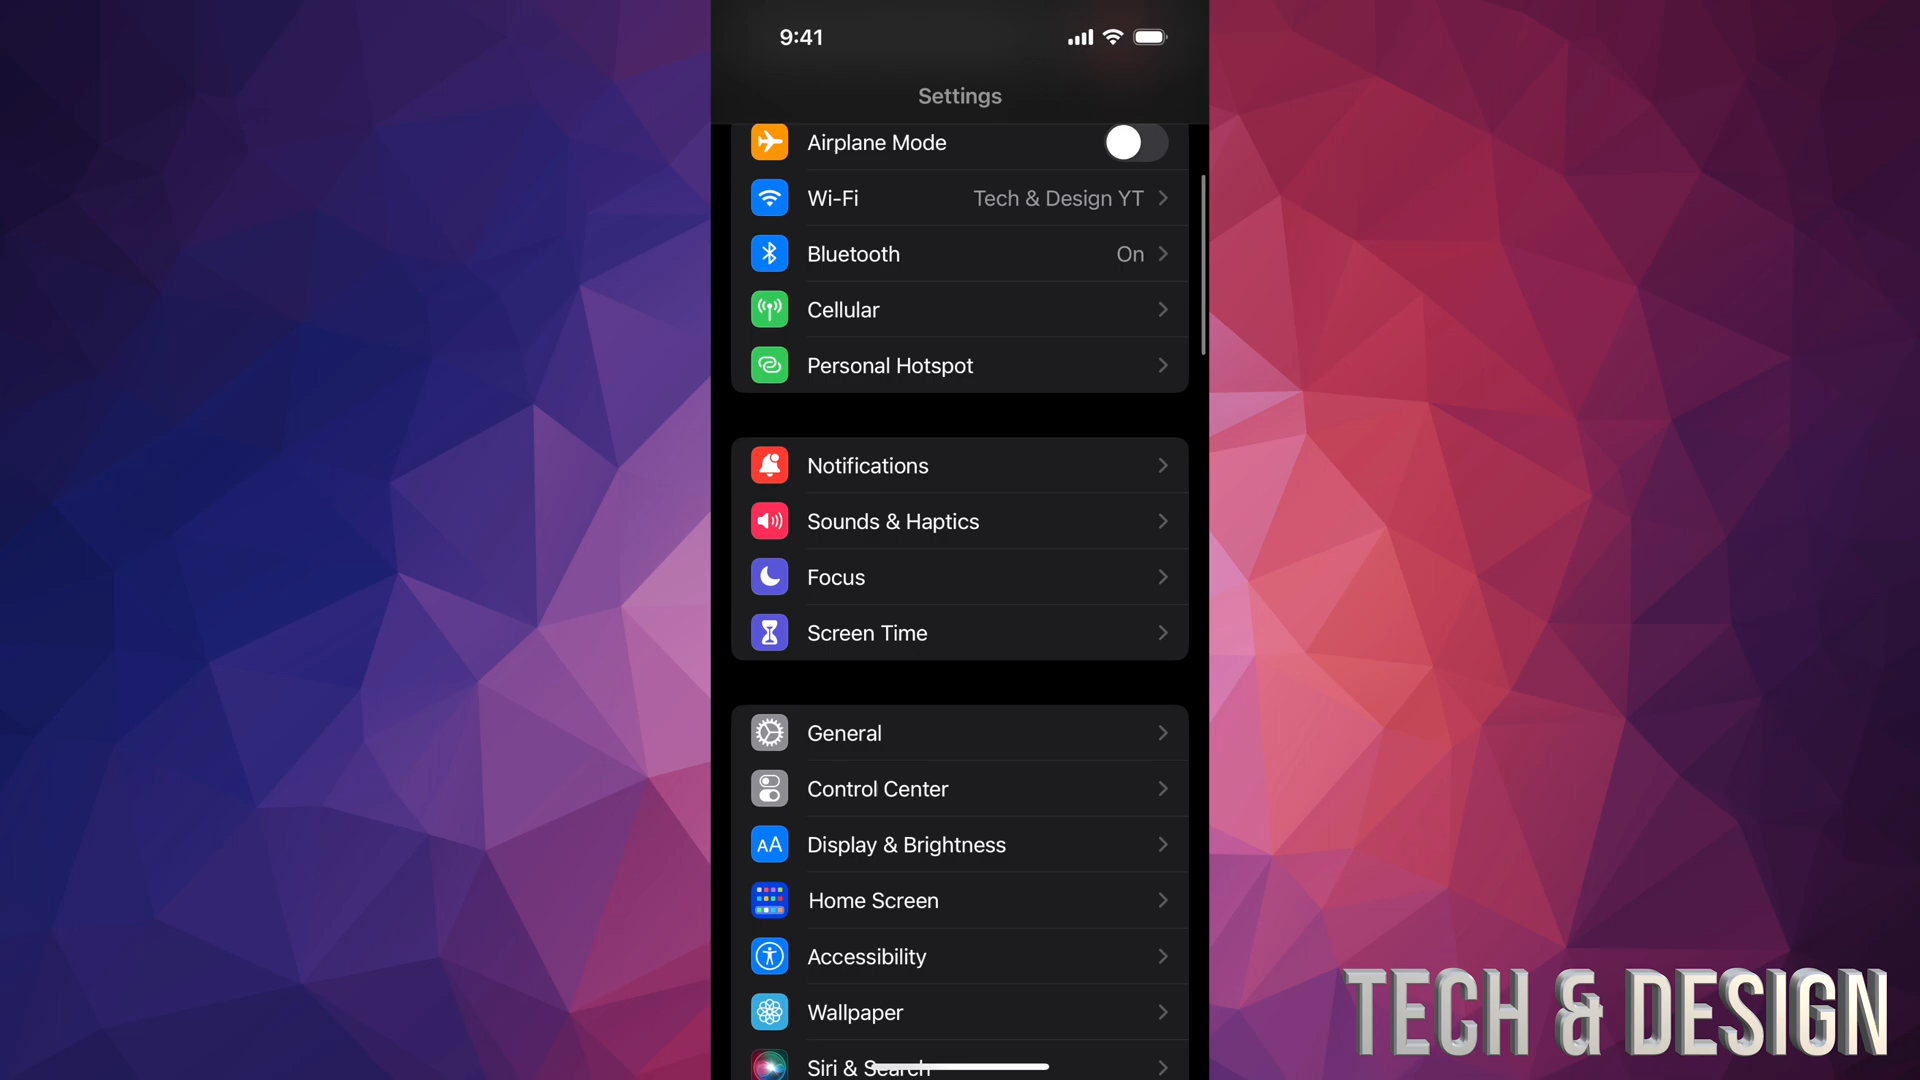 9:41
Settings
Airplane Mode
Wi-Fi Tech & Design YT
Bluetooth On
Cellular
Personal Hotspot
Notifications
Sounds & Haptics
Focus
Screen Time
General
Control Center
AA Display & Brightness
Home Screen
Accessibility
Wallpaper
Siri & Search
TECH & DESIGN